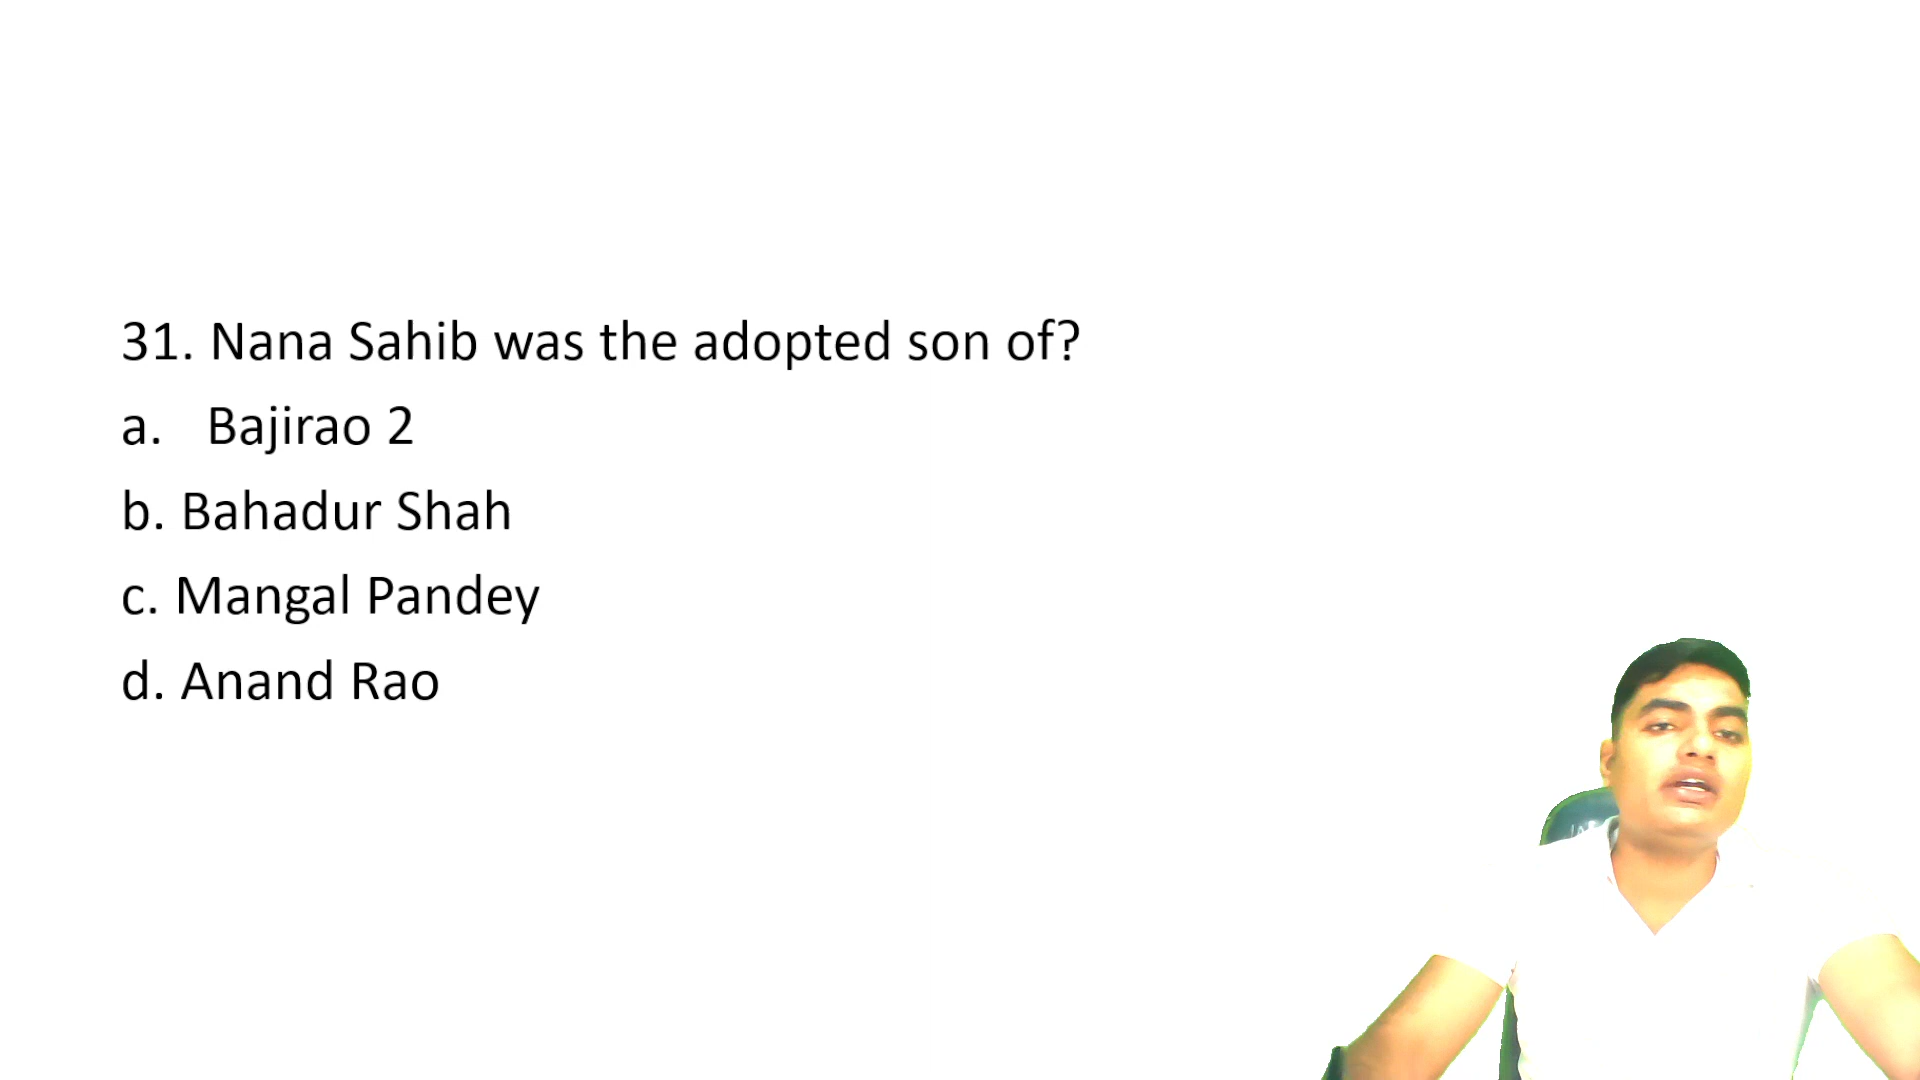 31. Nana Sahib was the adopted son of?
a. Bajirao 2
b. Bahadur Shah
c. Mangal Pandey
d. Anand Rao